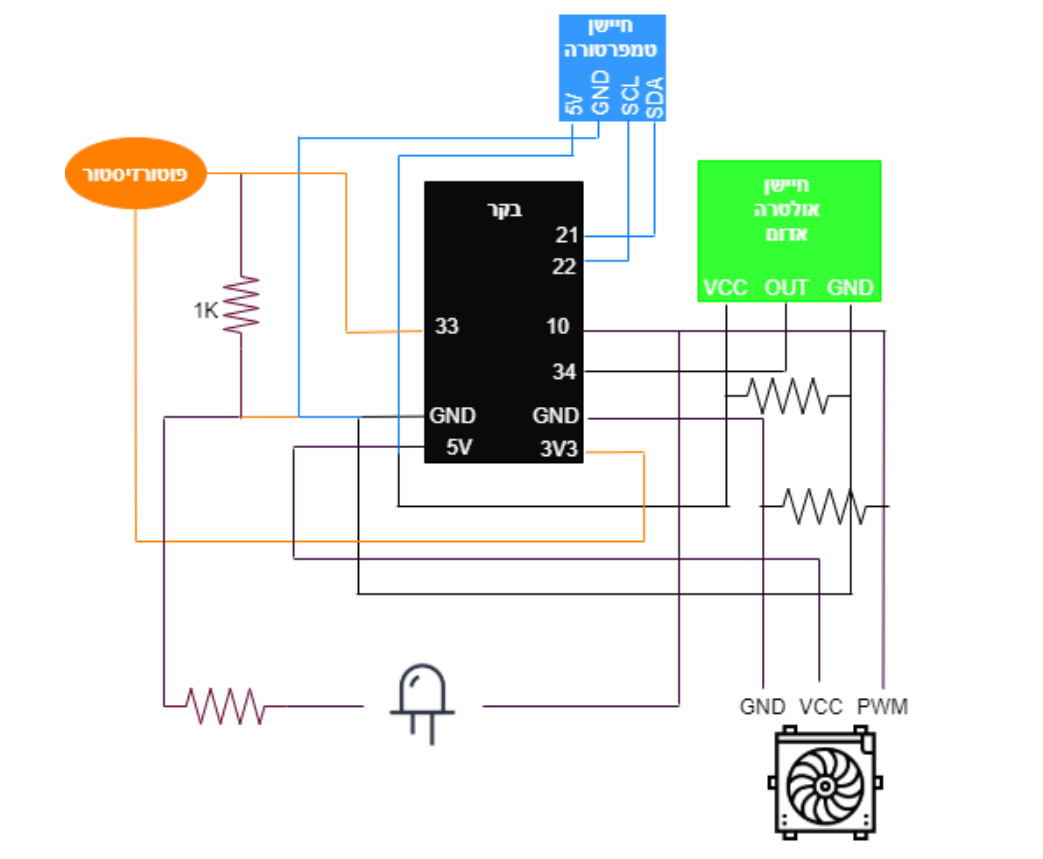 חיישן
טמפרטורה
5V
GND
SCL
SDA
פוטורזיסטור
חיישן
אולטרה
אדום
VCC OUT GND
בקר
21
22
1K
33
10
34
GND
GND
5V
3V3
GND VCC PWM